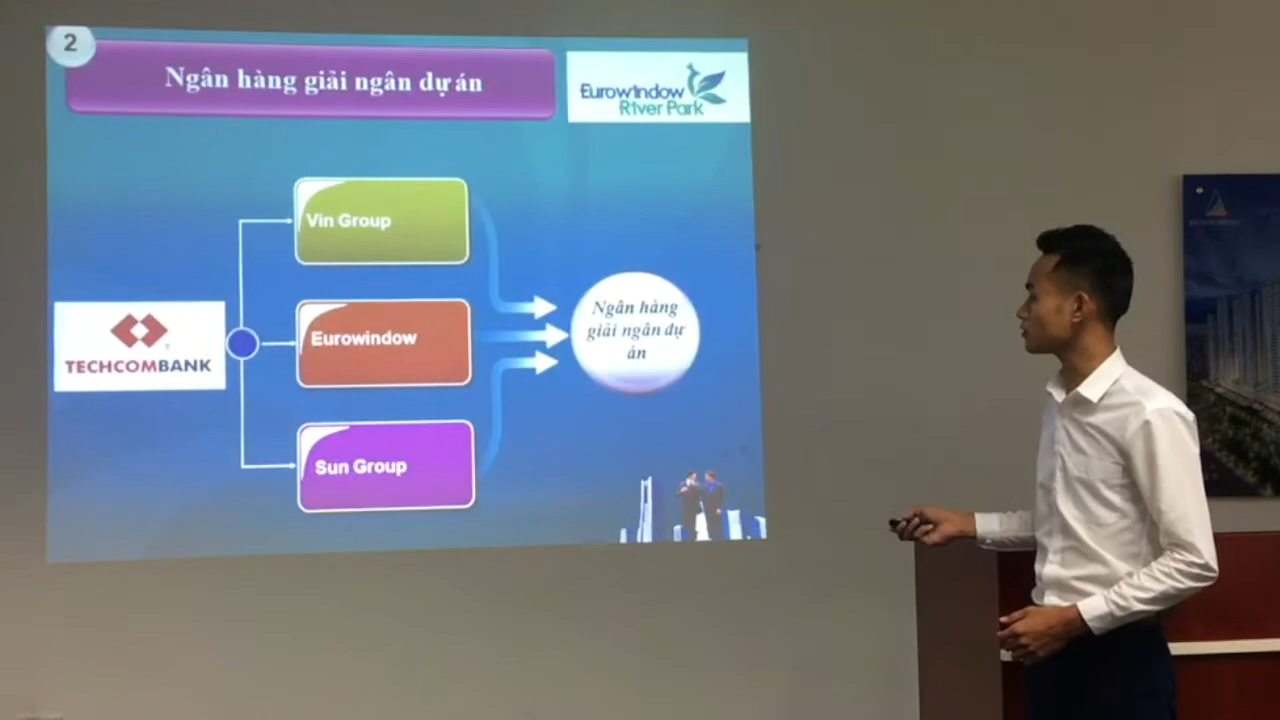 2
Ngân hàng giải ngân dự án
Eurowindow
River Park
Vin Group
Eurowindow
Sun Group
TECHCOMBANK
Ngân hàng
giải ngân dự
án